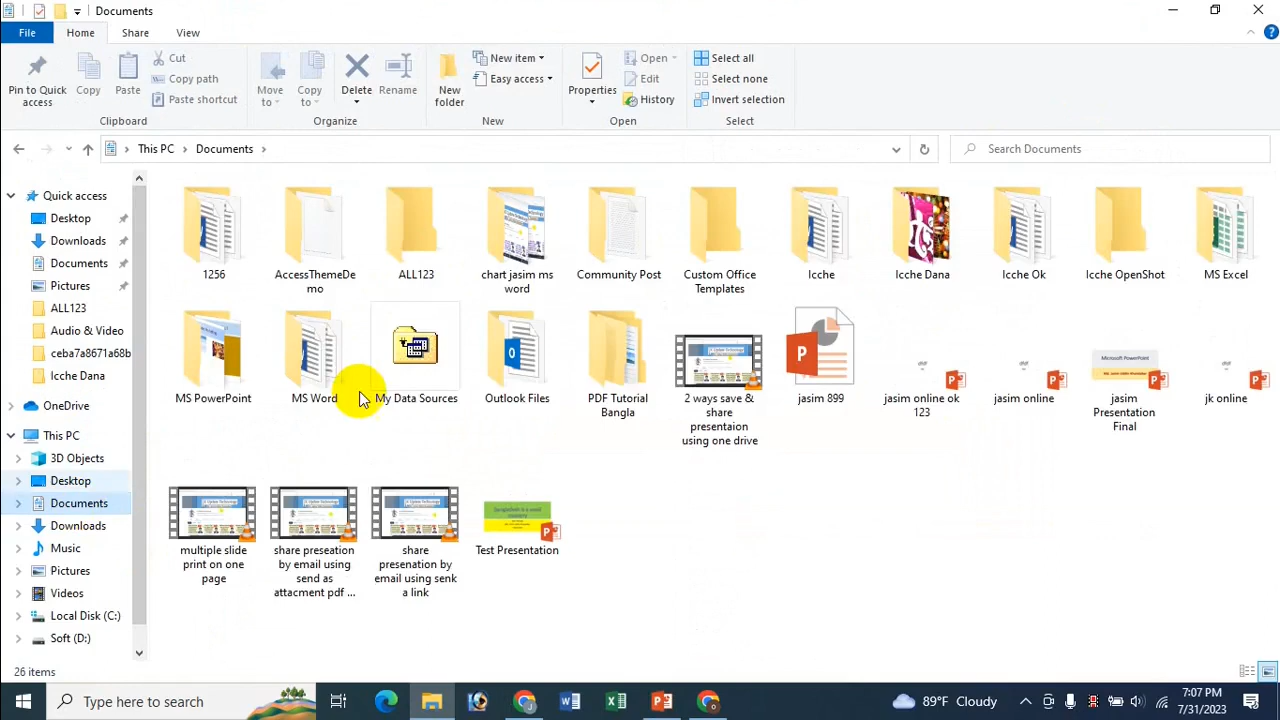 Documents
File Home Share View
Pin to Quick access
Copy
Paste
Cut
Copy path
Paste shortcut
Clipboard
Move to
Copy to
Delete
Rename
Organize
New folder
New item
Easy access
New
Properties
Open
Edit
History
Open
Select all
Select none
Invert selection
Select
This PC Documents
Search Documents
Quick access
Desktop
Downloads
Documents
Pictures
ALL123
Audio & Video
ceba7a8671a68b
Icche Dana
OneDrive
This PC
3D Objects
Desktop
Documents
Downloads
Music
Pictures
Videos
Local Disk (C:)
Soft (D:)
1256
AccessThemeDe
mo
ALL123
chart jasim ms
word
Community Post
Custom Office
Templates
Icche
Icche Dana
Icche Ok
Icche OpenShot
MS Excel
MS PowerPoint
MS Word
My Data Sources
Outlook Files
PDF Tutorial
Bangla
2 ways save &
share
presentaion
using one drive
jasim 899
jasim online ok
123
jasim online
Microsoft PowerPoint
jasim
Presentation
Final
jk online
multiple slide
print on one
page
share preseation
by email using
send as
attacment pdf ...
share
presenation by
email using senk
a link
Test Presentation
26 items
Type here to search
89°F Cloudy
7:07 PM
7/31/2023